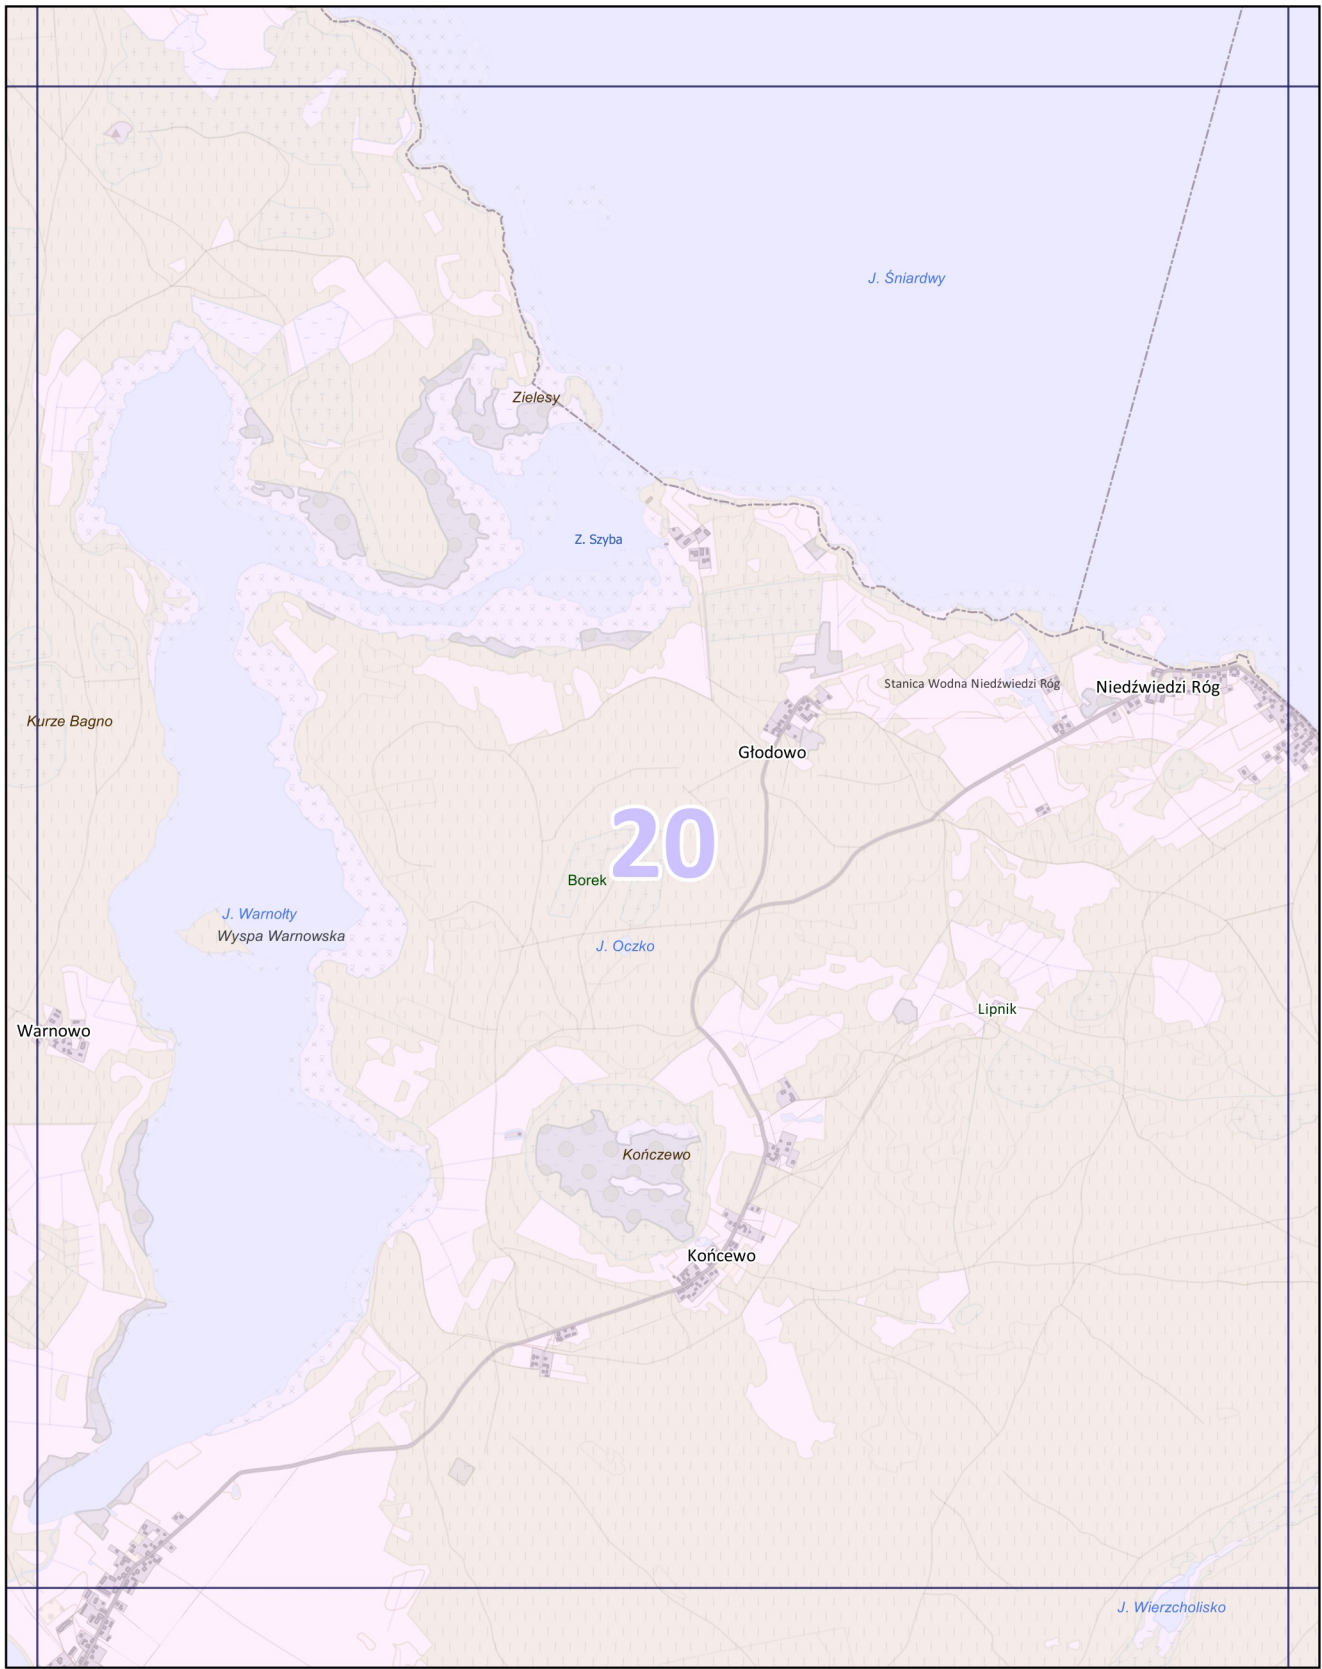 J. Śniardwy
Zielesy
Z. Szyba
Stanica Wodna Niedźwiedzi Róg
Niedźwiedzi Róg
Kurze Bagno
Głodowo
20
Borek
J. Warnołty
Wyspa Warnowska
J. Oczko
Lipnik
Warnowo
Kończewo
Końcewo
J. Wierzcholisko